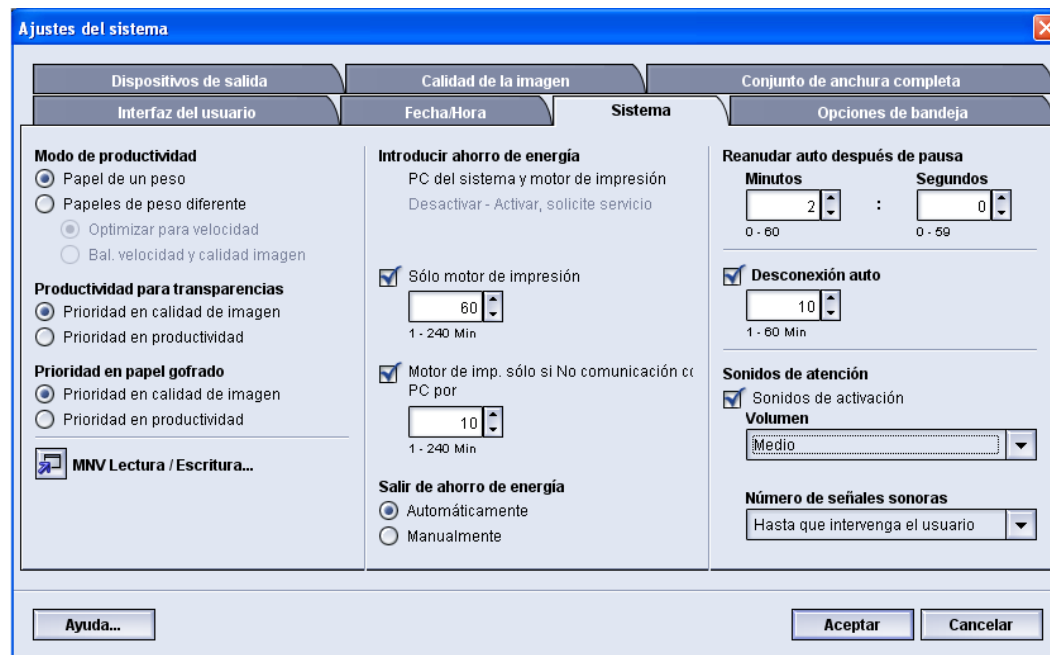 Ajustes del sistema
Dispositivos de salida
Calidad de la imagen
Conjunto de anchura completa
Interfaz del usuario
Fecha/Hora
Sistema
Opciones de bandeja
Modo de productividad
Papel de un peso
Papeles de peso diferente
Optimizar para velocidad
Bal. velocidad y calidad imagen
Productividad para transparencias
Prioridad en calidad de imagen
Prioridad en productividad
Prioridad en papel gofrado
Prioridad en calidad de imagen
Prioridad en productividad
MNV Lectura / Escritura...
Introducir ahorro de energía
PC del sistema y motor de impresión
Desactivar - Activar, solicite servicio
Sólo motor de impresión
60
1 - 240 Min
Motor de imp. sólo si No comunicación co
PC por
10
1 - 240 Min
Salir de ahorro de energía
Automáticamente
Manualmente
Reanudar auto después de pausa
Minutos
Segundos
2 : 0
0 - 60
0 - 59
Desconexión auto
10
1 - 60 Min
Sonidos de atención
Sonidos de activación
Volumen
Medio
Número de señales sonoras
Hasta que intervenga el usuario
Ayuda...
Aceptar
Cancelar